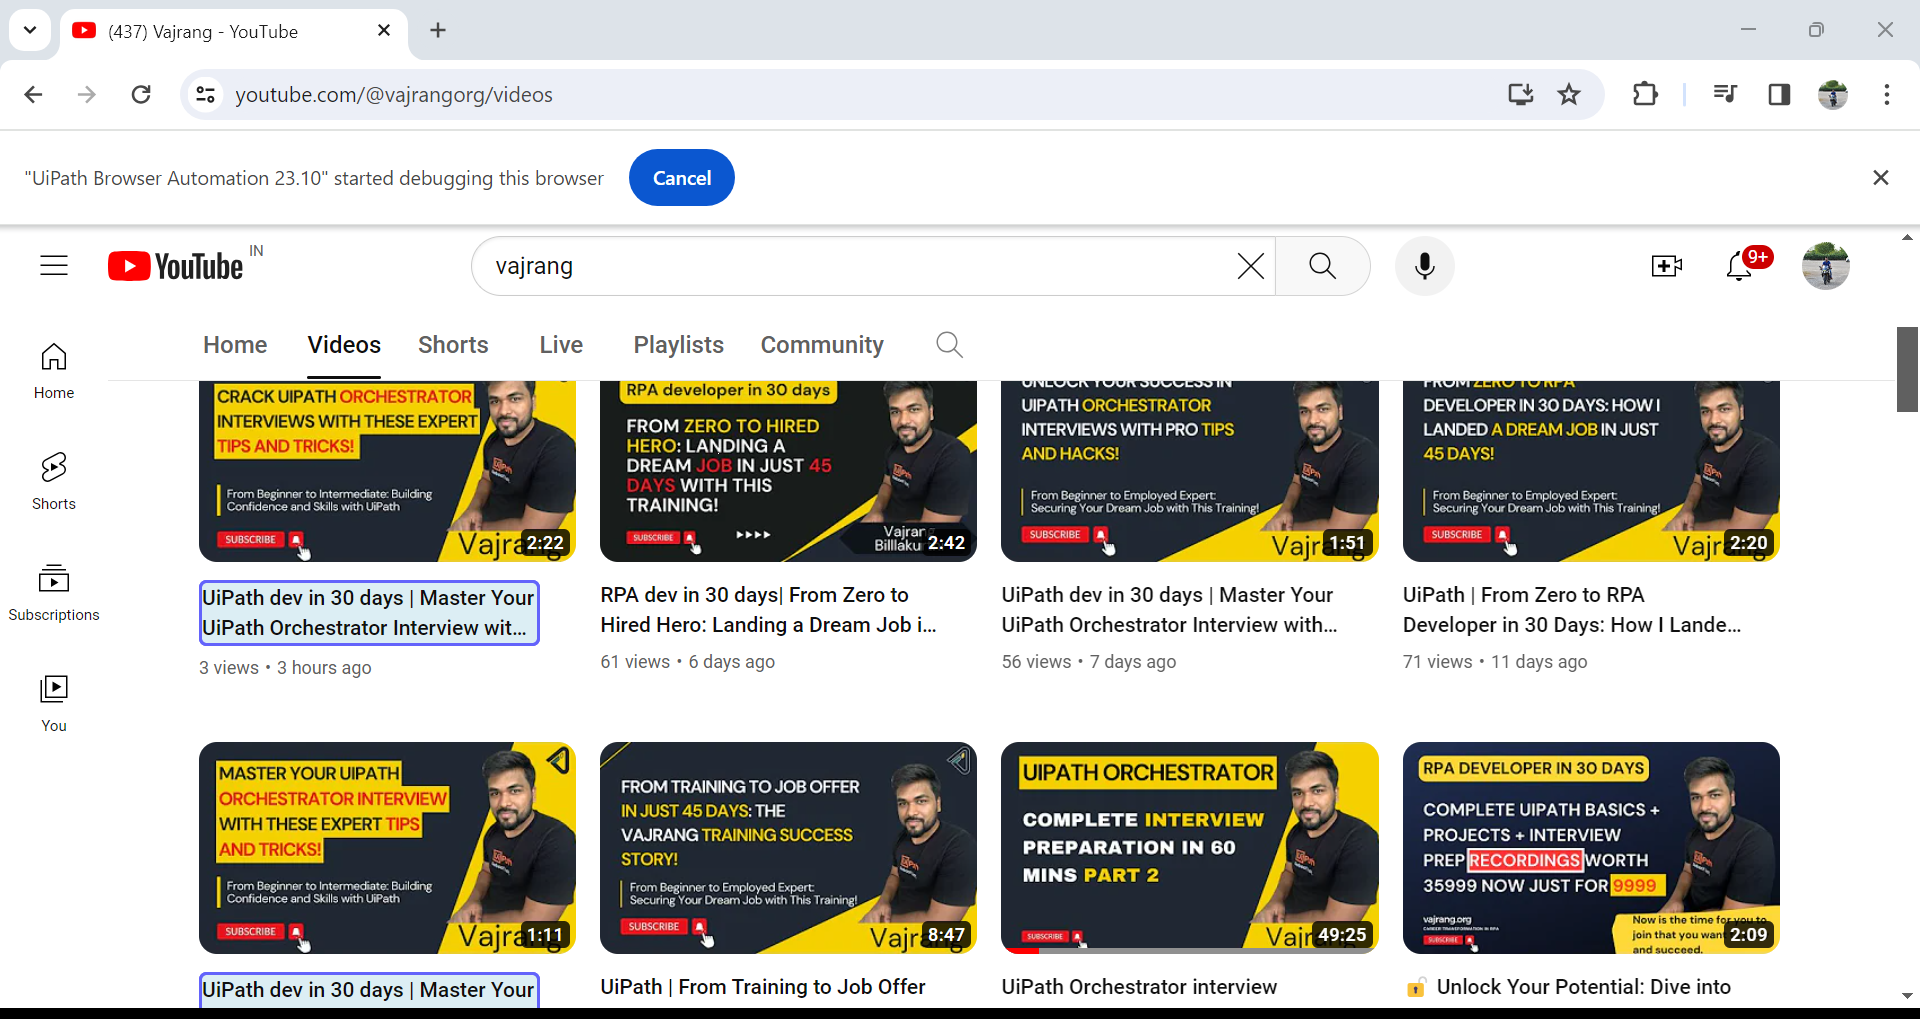 (437) Vajrang - YouTube
youtube.com/@vajrangorg/videos
"UiPath Browser Automation 23.10" started debugging this browser
Cancel
YouTube IN
vajrang
9+
Home
Videos
Shorts
Live
Playlists
Community
Home
Shorts
Subscriptions
You
CRACK UIPATH ORCHESTRATOR
INTERVIEWS WITH THESE EXPERT
TIPS AND TRICKS!
From Beginner to Intermediate: Building
Confidence and Skills with UiPath
SUBSCRIBE
2:22
RPA developer in 30 days
FROM ZERO TO HIRED
HERO: LANDING A
DREAM JOB IN JUST 45
DAYS WITH THIS
TRAINING!
SUBSCRIBE
2:42
UNLOCK YOUR SUCCESS IN
UIPATH ORCHESTRATOR
INTERVIEWS WITH PRO TIPS
AND HACKS!
From Beginner to Employed Expert:
Securing Your Dream Job with This Training!
SUBSCRIBE
1:51
FROM ZERO TO RPA
DEVELOPER IN 30 DAYS: HOW I
LANDED A DREAM JOB IN JUST
45 DAYS!
From Beginner to Employed Expert:
Securing Your Dream Job with This Training!
SUBSCRIBE
2:20
UiPath dev in 30 days | Master Your
UiPath Orchestrator Interview wit...
3 views • 3 hours ago
RPA dev in 30 days| From Zero to
Hired Hero: Landing a Dream Job i...
61 views • 6 days ago
UiPath dev in 30 days | Master Your
UiPath Orchestrator Interview with...
56 views • 7 days ago
UiPath | From Zero to RPA
Developer in 30 Days: How I Lande...
71 views • 11 days ago
MASTER YOUR UIPATH
ORCHESTRATOR INTERVIEW
WITH THESE EXPERT TIPS
AND TRICKS!
From Beginner to Intermediate: Building
Confidence and Skills with UiPath
SUBSCRIBE
1:11
FROM TRAINING TO JOB OFFER
IN JUST 45 DAYS: THE
VAJRANG TRAINING SUCCESS
STORY!
From Beginner to Employed Expert:
Securing Your Dream Job with This Training!
SUBSCRIBE
8:47
UIPATH ORCHESTRATOR
COMPLETE INTERVIEW
PREPARATION IN 60
MINS PART 2
SUBSCRIBE
49:25
RPA DEVELOPER IN 30 DAYS
COMPLETE UIPATH BASICS +
PROJECTS + INTERVIEW
PREP RECORDINGS WORTH
35999 NOW JUST FOR 9999
vajrang.org
CAREER TRANSFORMATION IN RPA
SUBSCRIBE
Now is the time for you to
join that you want
and succeed.
2:09
UiPath dev in 30 days | Master Your
UiPath | From Training to Job Offer
UiPath Orchestrator interview
Unlock Your Potential: Dive into